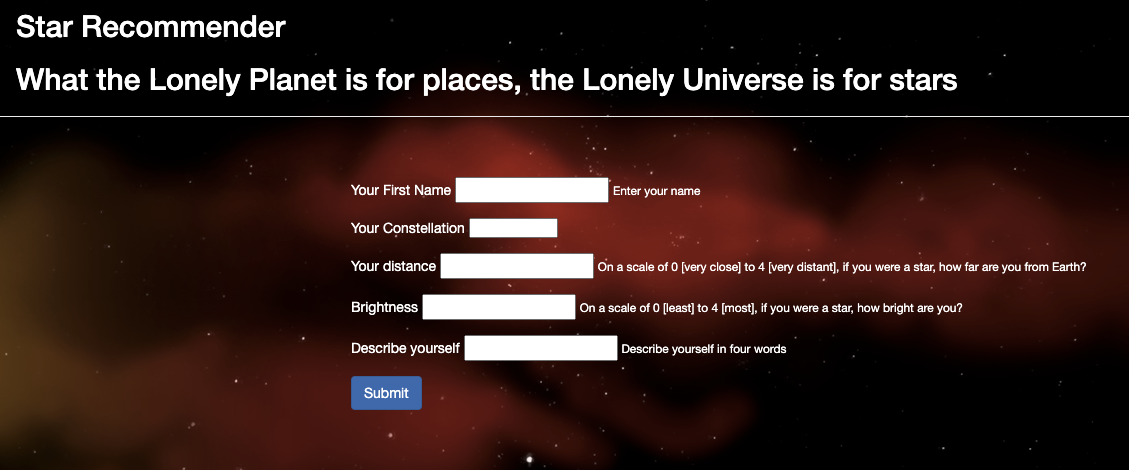 Star Recommender
What the Lonely Planet is for places, the Lonely Universe is for stars
Your First Name Enter your name
Your Constellation
Your distance On a scale of 0 [very close] to 4 [very distant], if you were a star, how far are you from Earth?
Brightness On a scale of 0 [least] to 4 [most], if you were a star, how bright are you?
Describe yourself Describe yourself in four words
Submit